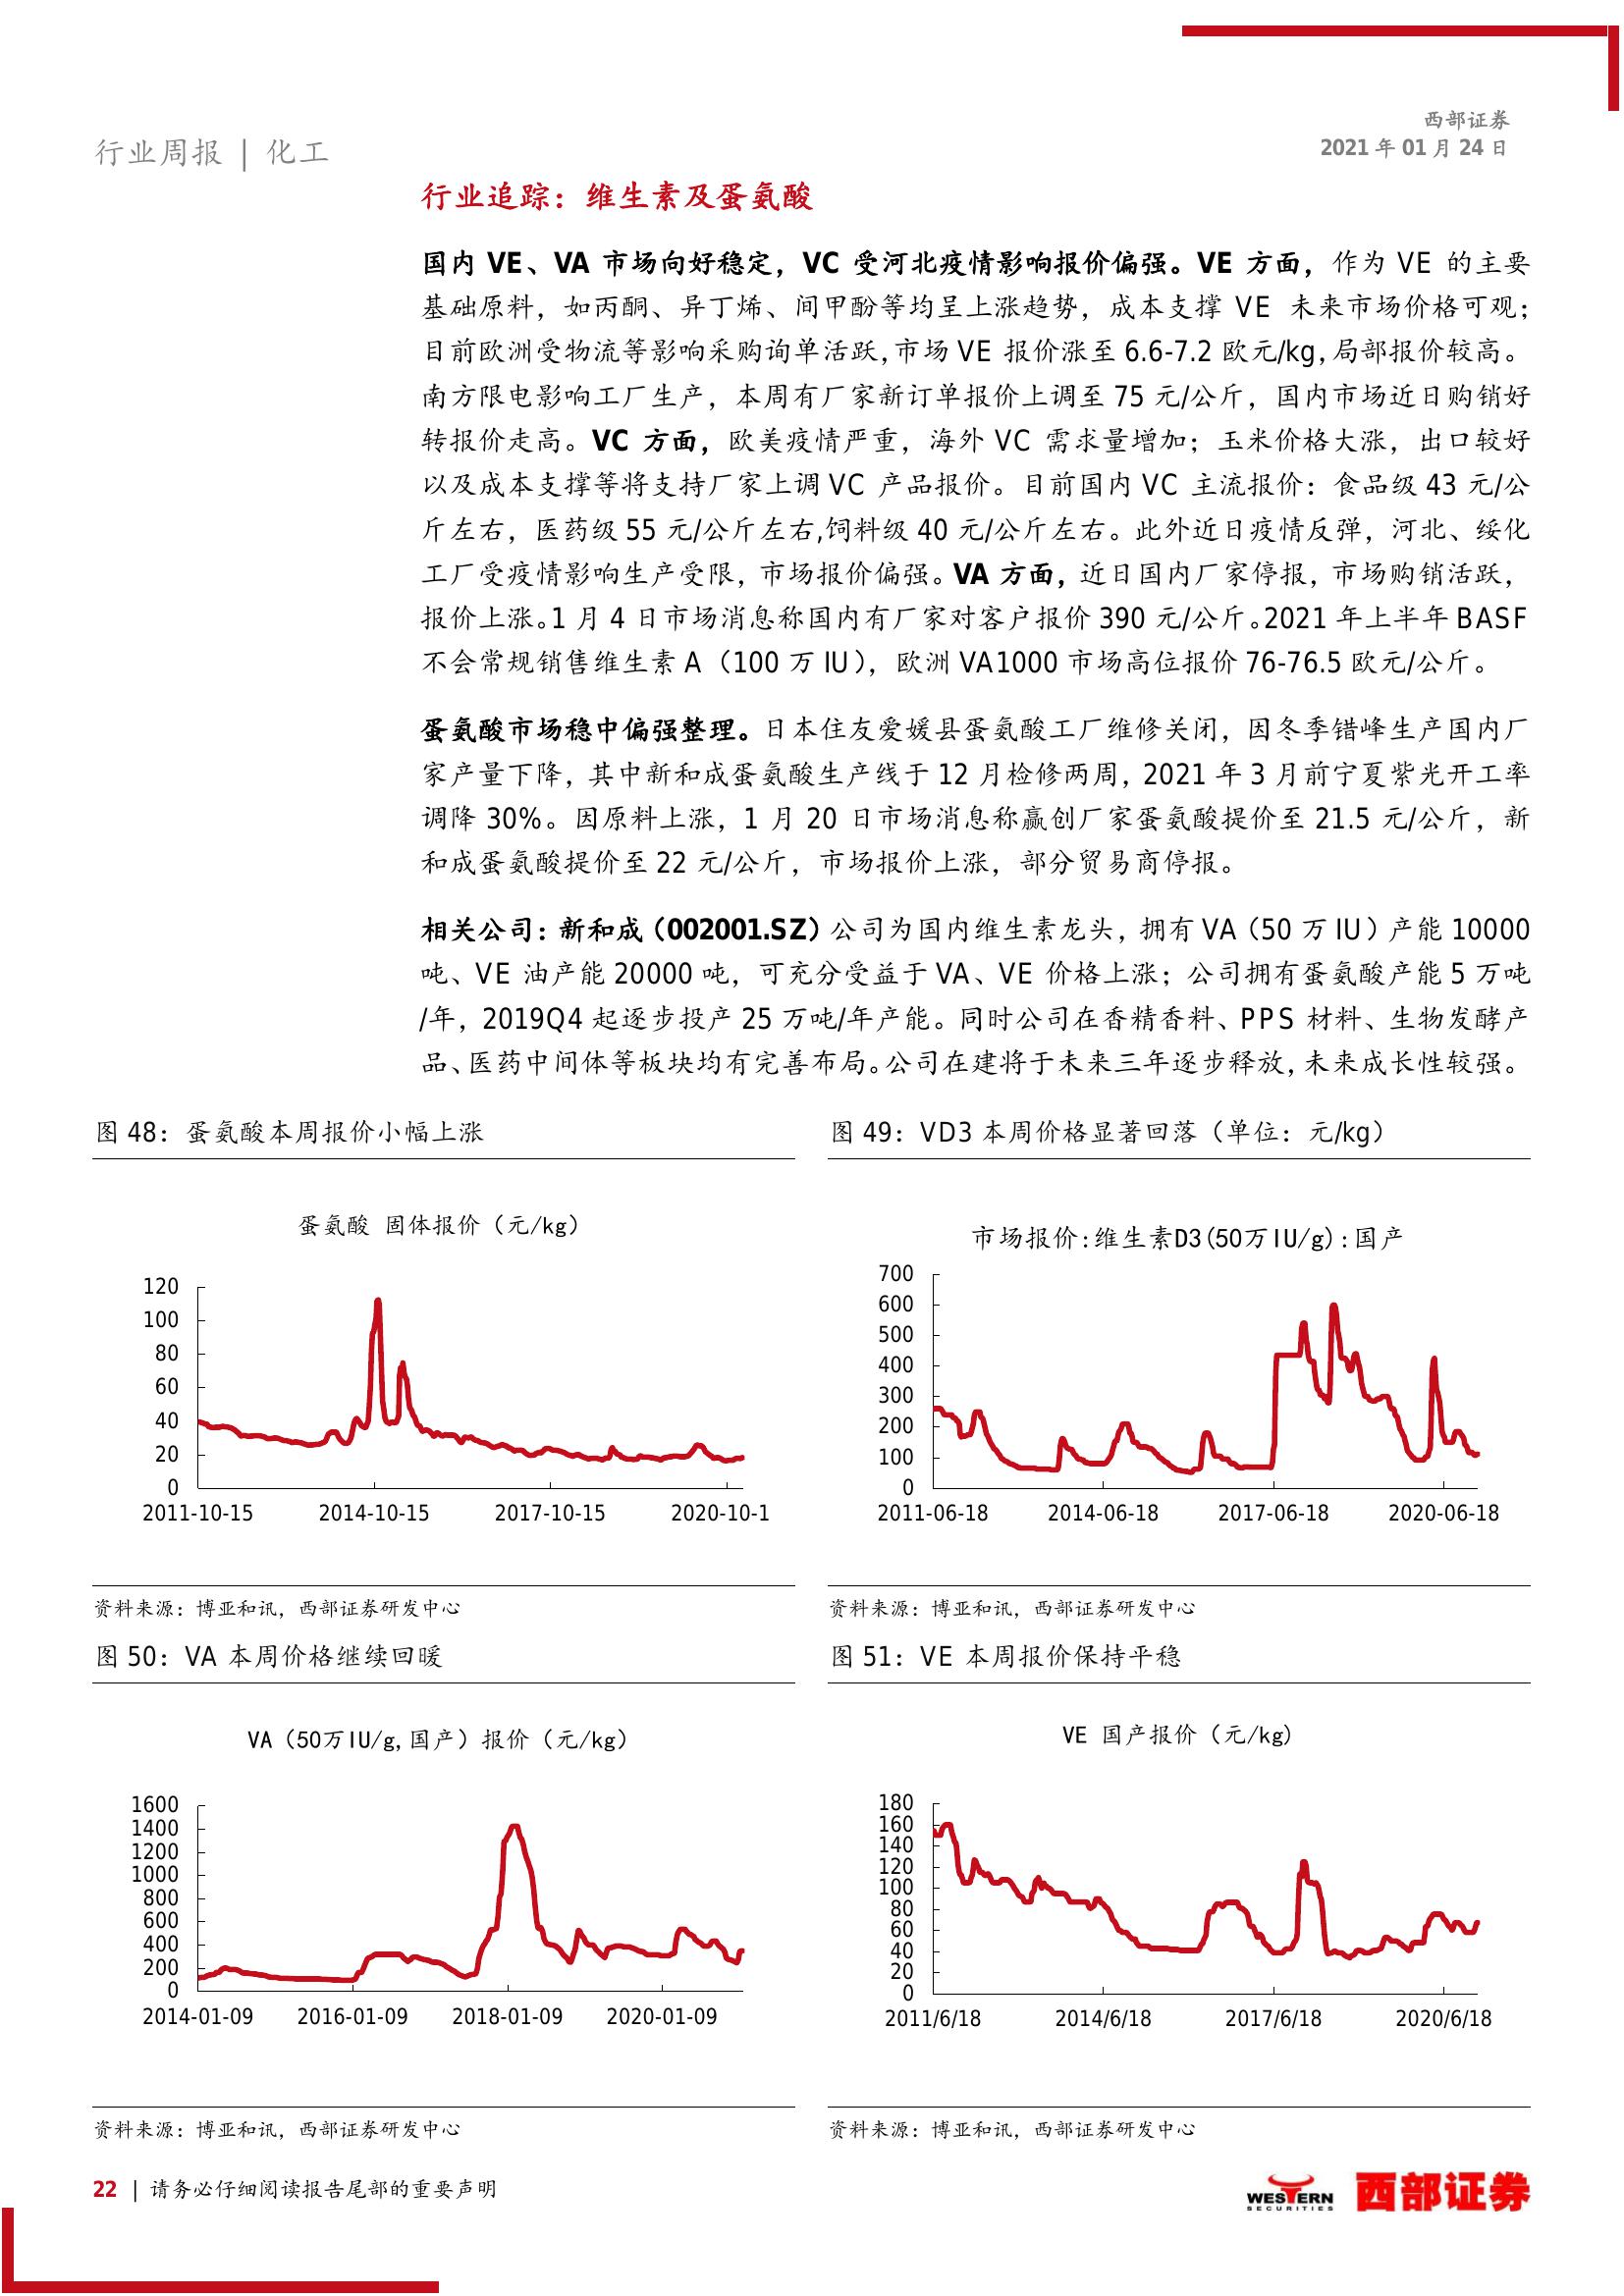 西部证券
2021 年 01 月 24 日
行业周报 | 化工
行业追踪：维生素及蛋氨酸
国内 VE、VA 市场向好稳定，VC 受河北疫情影响报价偏强。VE 方面，作为 VE 的主要
基础原料，如丙酮、异丁烯、间甲酚等均呈上涨趋势，成本支撑 VE 未来市场价格可观；
目前欧洲受物流等影响采购询单活跃,市场 VE 报价涨至 6.6-7.2 欧元/kg,局部报价较高。
南方限电影响工厂生产，本周有厂家新订单报价上调至 75 元/公斤，国内市场近日购销好
转报价走高。VC 方面，欧美疫情严重，海外 VC 需求量增加；玉米价格大涨，出口较好
以及成本支撑等将支持厂家上调 VC 产品报价。目前国内 VC 主流报价：食品级 43 元/公
斤左右，医药级 55 元/公斤左右,饲料级 40 元/公斤左右。此外近日疫情反弹，河北、绥化
工厂受疫情影响生产受限，市场报价偏强。VA 方面，近日国内厂家停报，市场购销活跃，
报价上涨。1 月 4 日市场消息称国内有厂家对客户报价 390 元/公斤。2021 年上半年 BASF
不会常规销售维生素 A（100 万 IU），欧洲 VA1000 市场高位报价 76-76.5 欧元/公斤。
蛋氨酸市场稳中偏强整理。日本住友爱媛县蛋氨酸工厂维修关闭，因冬季错峰生产国内厂
家产量下降，其中新和成蛋氨酸生产线于 12 月检修两周，2021 年 3 月前宁夏紫光开工率
调降 30%。因原料上涨，1 月 20 日市场消息称赢创厂家蛋氨酸提价至 21.5 元/公斤，新
和成蛋氨酸提价至 22 元/公斤，市场报价上涨，部分贸易商停报。
相关公司：新和成（002001.SZ）公司为国内维生素龙头，拥有 VA（50 万 IU）产能 10000
吨、VE 油产能 20000 吨，可充分受益于 VA、VE 价格上涨；公司拥有蛋氨酸产能 5 万吨
/年，2019Q4 起逐步投产 25 万吨/年产能。同时公司在香精香料、PPS 材料、生物发酵产
品、医药中间体等板块均有完善布局。公司在建将于未来三年逐步释放，未来成长性较强。
图 48：蛋氨酸本周报价小幅上涨
蛋氨酸 固体报价（元/kg）
120
100
80
60
40
20
0
2011-10-15 2014-10-15 2017-10-15 2020-10-1
资料来源：博亚和讯，西部证券研发中心
图 49：VD3 本周价格显著回落（单位：元/kg）
市场报价:维生素D3(50万IU/g):国产
700
600
500
400
300
200
100
0
2011-06-18 2014-06-18 2017-06-18 2020-06-18
资料来源：博亚和讯，西部证券研发中心
图 50：VA 本周价格继续回暖
VA（50万IU/g,国产）报价（元/kg）
1600
1400
1200
1000
800
600
400
200
0
2014-01-09 2016-01-09 2018-01-09 2020-01-09
资料来源：博亚和讯，西部证券研发中心
图 51：VE 本周报价保持平稳
VE 国产报价（元/kg）
180
160
140
120
100
80
60
40
20
0
2011/6/18 2014/6/18 2017/6/18 2020/6/18
资料来源：博亚和讯，西部证券研发中心
22 | 请务必仔细阅读报告尾部的重要声明
WESTERN
SECURITIES
西部证券